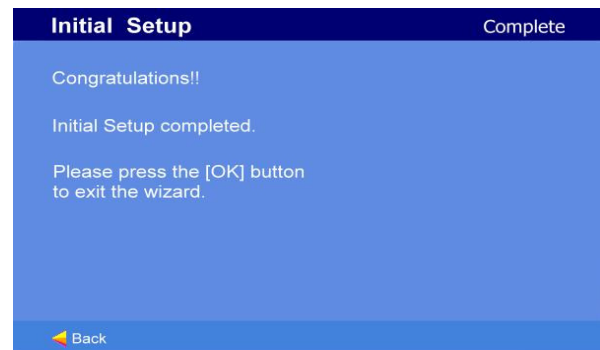 Initial Setup
Complete
Congratulations!!
Initial Setup completed.
Please press the [OK] button
to exit the wizard.
Back